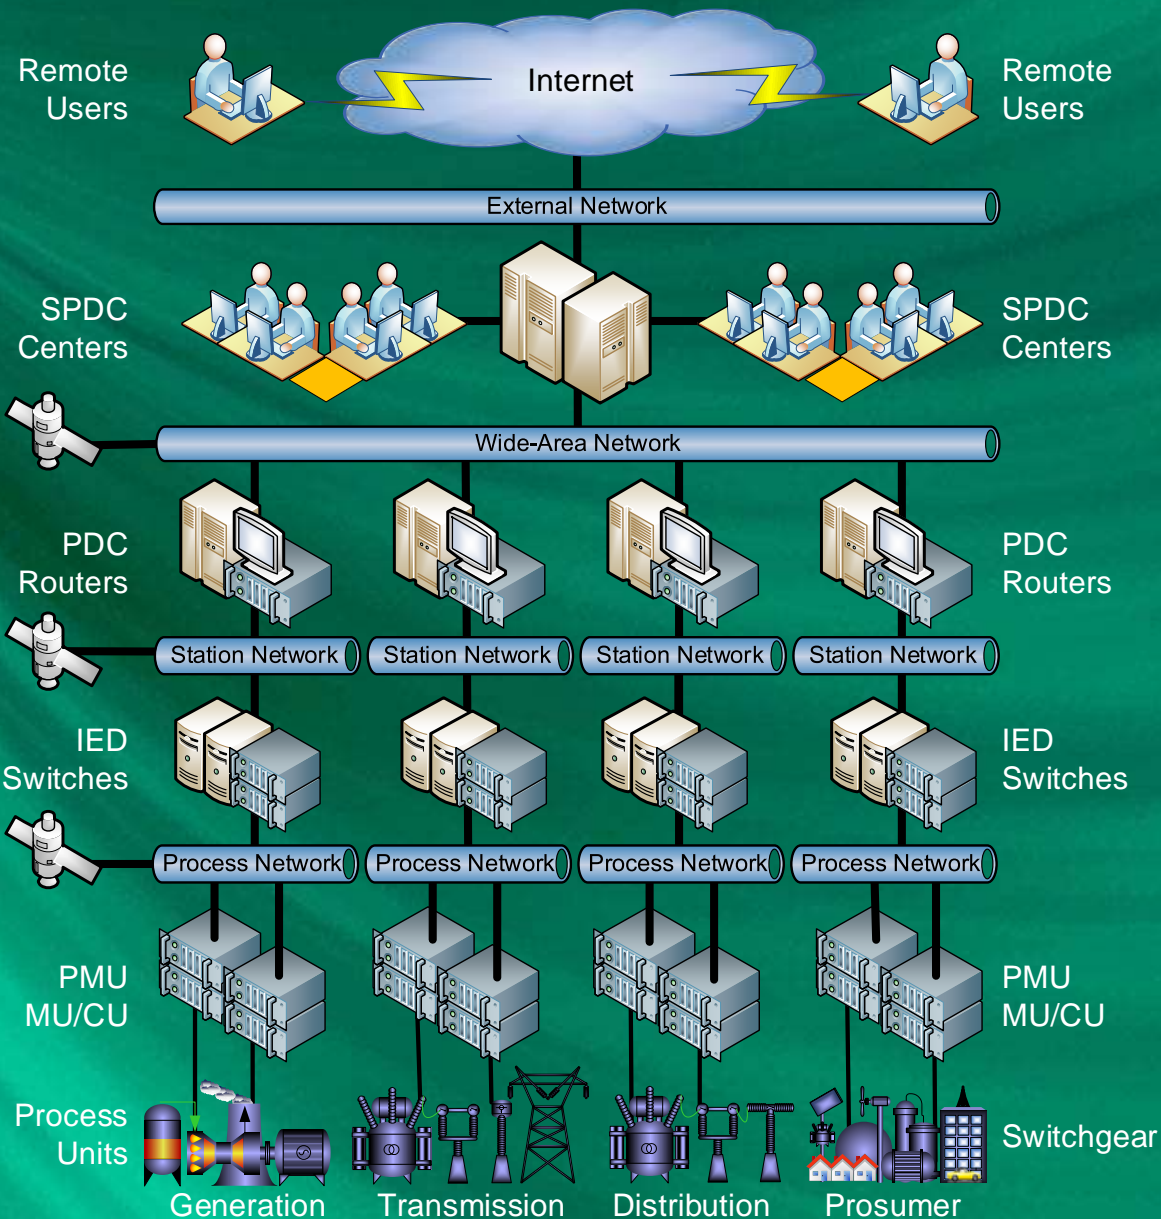 Remote
Users
Internet
Remote
Users
External Network
SPDC
Centers
SPDC
Centers
Wide-Area Network
PDC
Routers
PDC
Routers
Station Network
Station Network
Station Network
Station Network
IED
Switches
IED
Switches
Process Network
Process Network
Process Network
Process Network
PMU
MU/CU
PMU
MU/CU
Process
Units
Switchgear
Generation
Transmission
Distribution
Prosumer